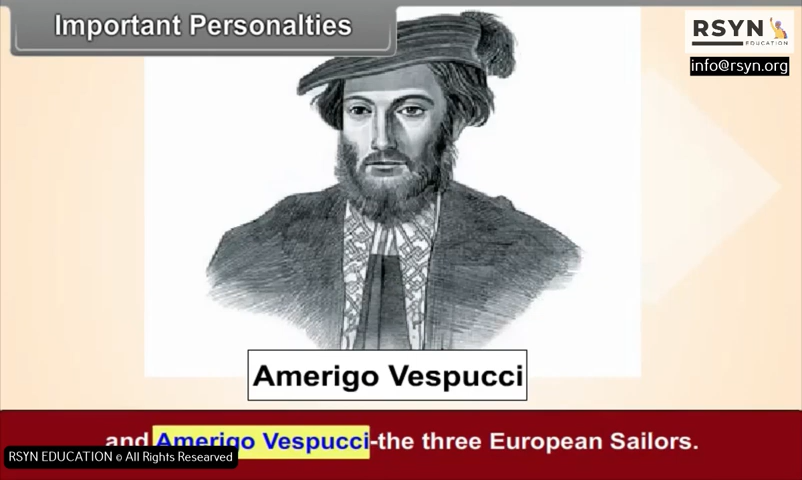 Important Personalties
RSYN
EDUCATION
info@rsyn.org
Amerigo Vespucci
and Amerigo Vespucci-the three European Sailors.
RSYN EDUCATION © All Rights Researved